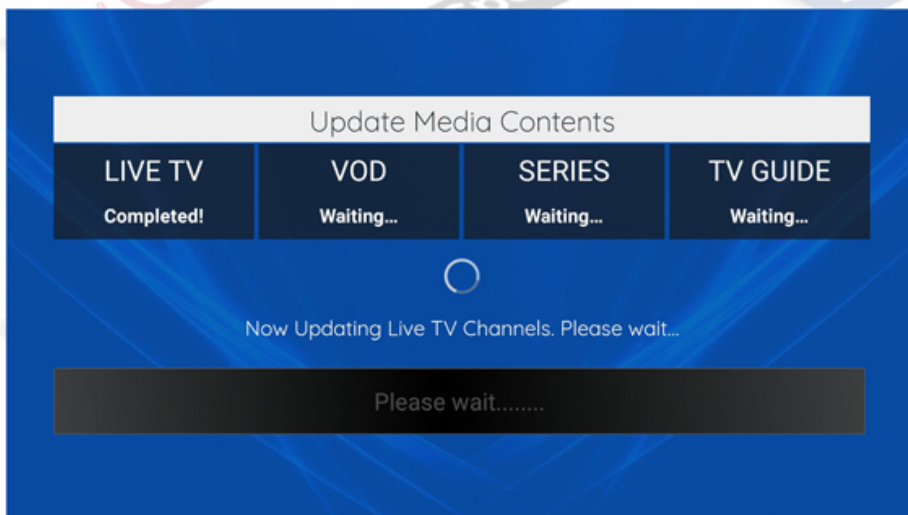 Update Media Contents
LIVE TV VOD SERIES TV GUIDE
Completed! Waiting... Waiting... Waiting...
Now Updating Live TV Channels. Please wait...
Please wait........